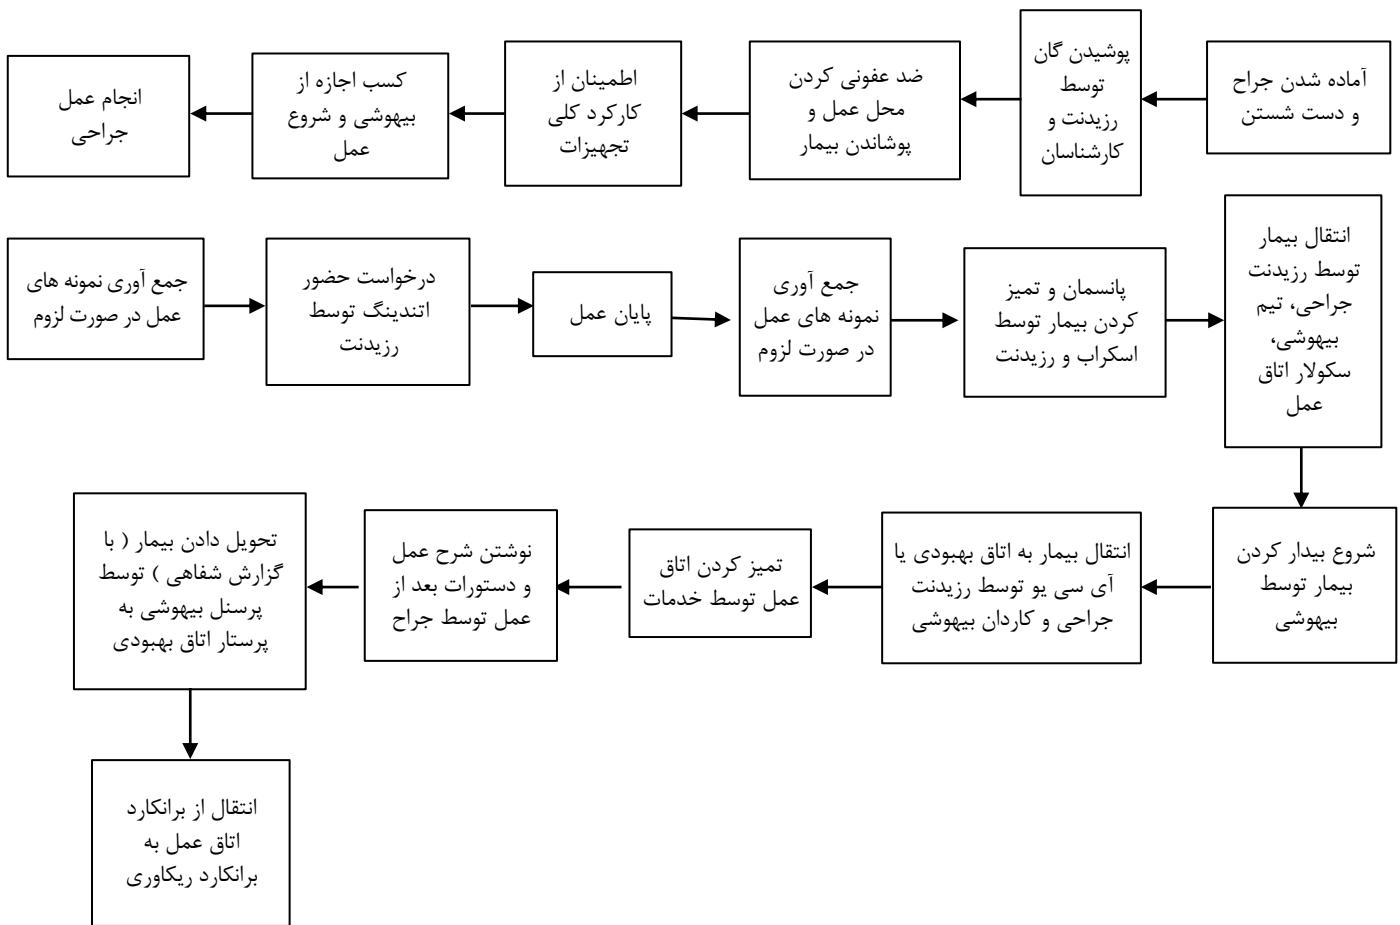 آماده شدن جراح
و دست شستن
پوشیدن گان
توسط
رزیدنت و
کارشناسان
ضد عفونی کردن
محل عمل و
پوشاندن بیمار
اطمینان از
کارکرد کلی
تجهیزات
کسب اجازه از
بیهوشی و شروع
عمل
انجام عمل
جراحی
جمع آوری نمونه های
عمل در صورت لزوم
درخواست حضور
اتندینگ توسط
رزیدنت
پایان عمل
جمع آوری
نمونه های عمل
در صورت لزوم
پانسمان و تمیز
کردن بیمار توسط
اسکراب و رزیدنت
انتقال بیمار
توسط رزیدنت
جراحی، تیم
بیهوشی،
سکولار اتاق
عمل
شروع بیدار کردن
بیمار توسط
بیهوشی
انتقال بیمار به اتاق بهبودی یا
آی سی یو توسط رزیدنت
جراحی و کاردان بیهوشی
تمیز کردن اتاق
عمل توسط خدمات
نوشتن شرح عمل
و دستورات بعد از
عمل توسط جراح
تحویل دادن بیمار ( با
گزارش شفاهی ) توسط
پرسنل بیهوشی به
پرستار اتاق بهبودی
انتقال از برانکارد
اتاق عمل به
برانکارد ریکاوری